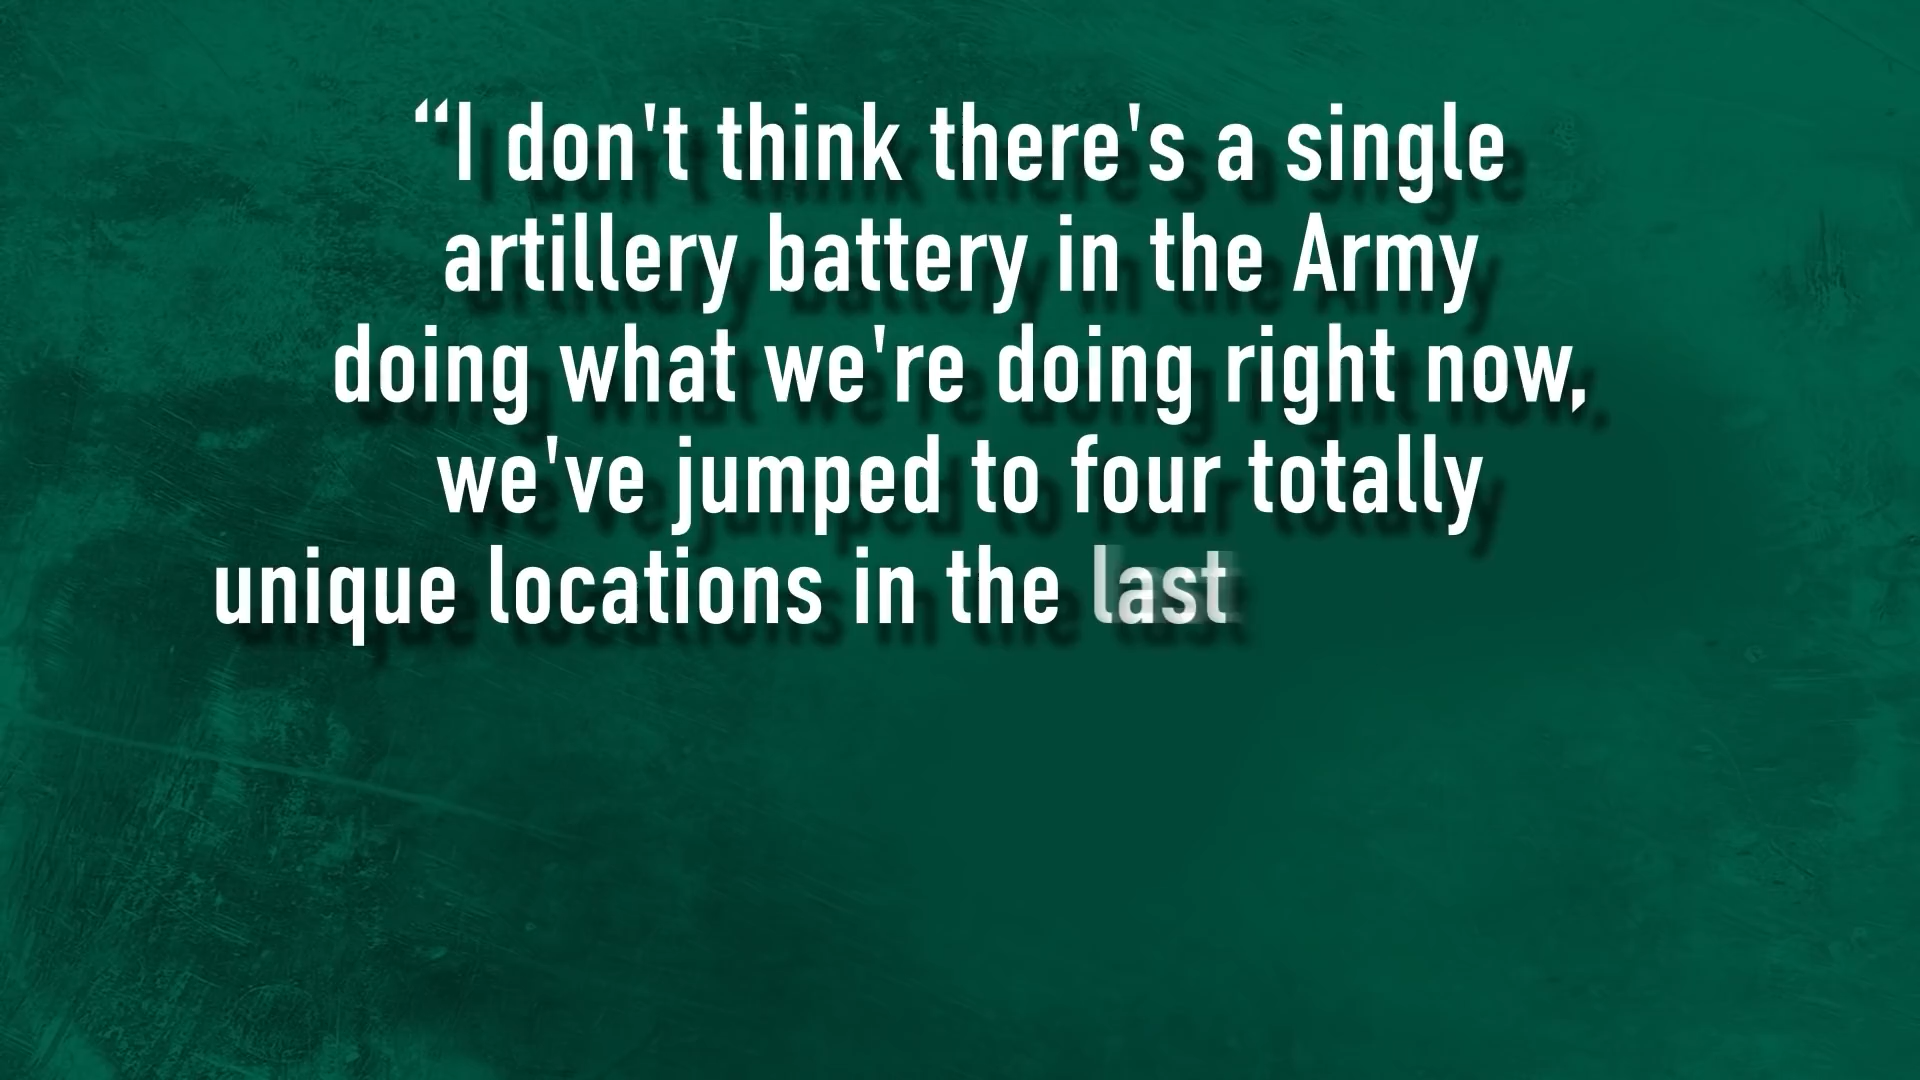 “I don't think there's a single
artillery battery in the Army
doing what we're doing right now,
we've jumped to four totally
unique locations in the last